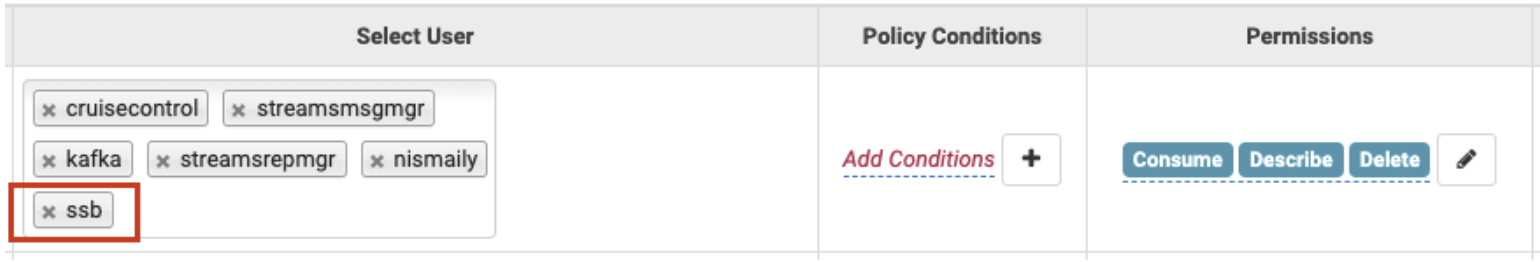 Select User Policy Conditions Permissions
× cruisecontrol × streamsmsgmgr
× kafka × streamsrepmgr × nismaily
× ssb
Add Conditions +
Consume Describe Delete